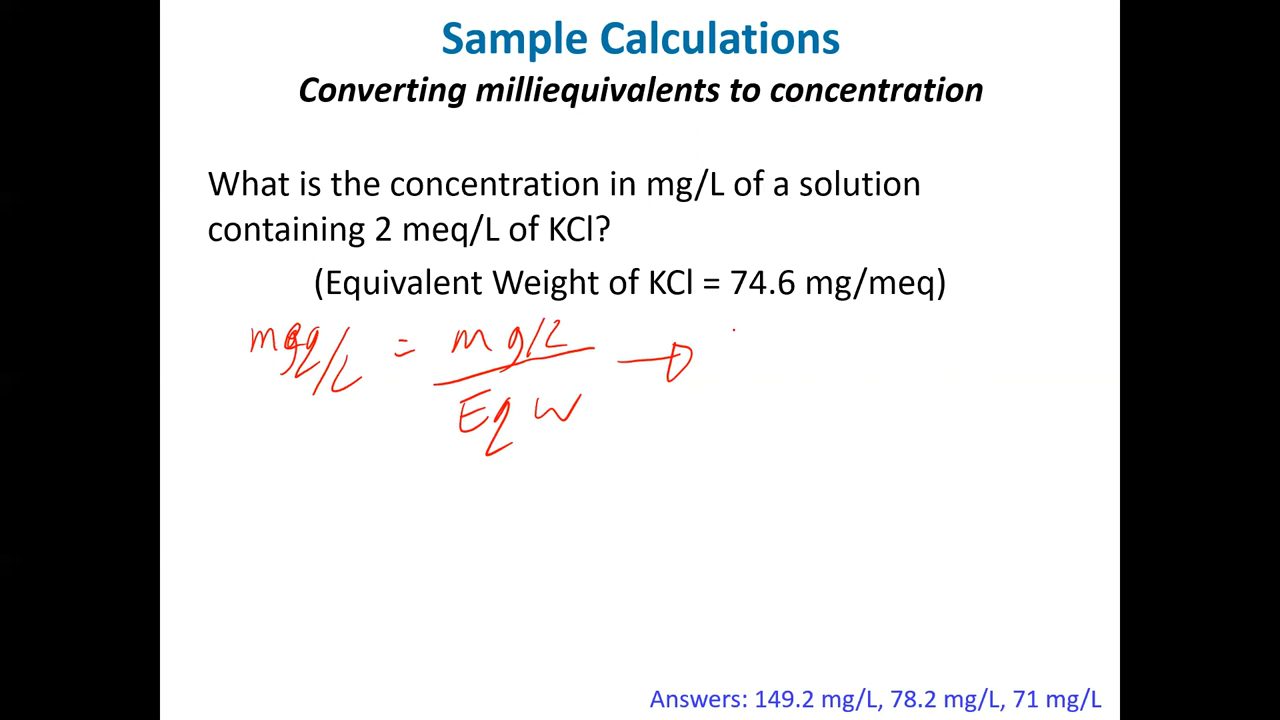 Sample Calculations
Converting milliequivalents to concentration
What is the concentration in mg/L of a solution
containing 2 meq/L of KCl?
(Equivalent Weight of KCl = 74.6 mg/meq)
meq/L = mg/L
Eq W
Answers: 149.2 mg/L, 78.2 mg/L, 71 mg/L